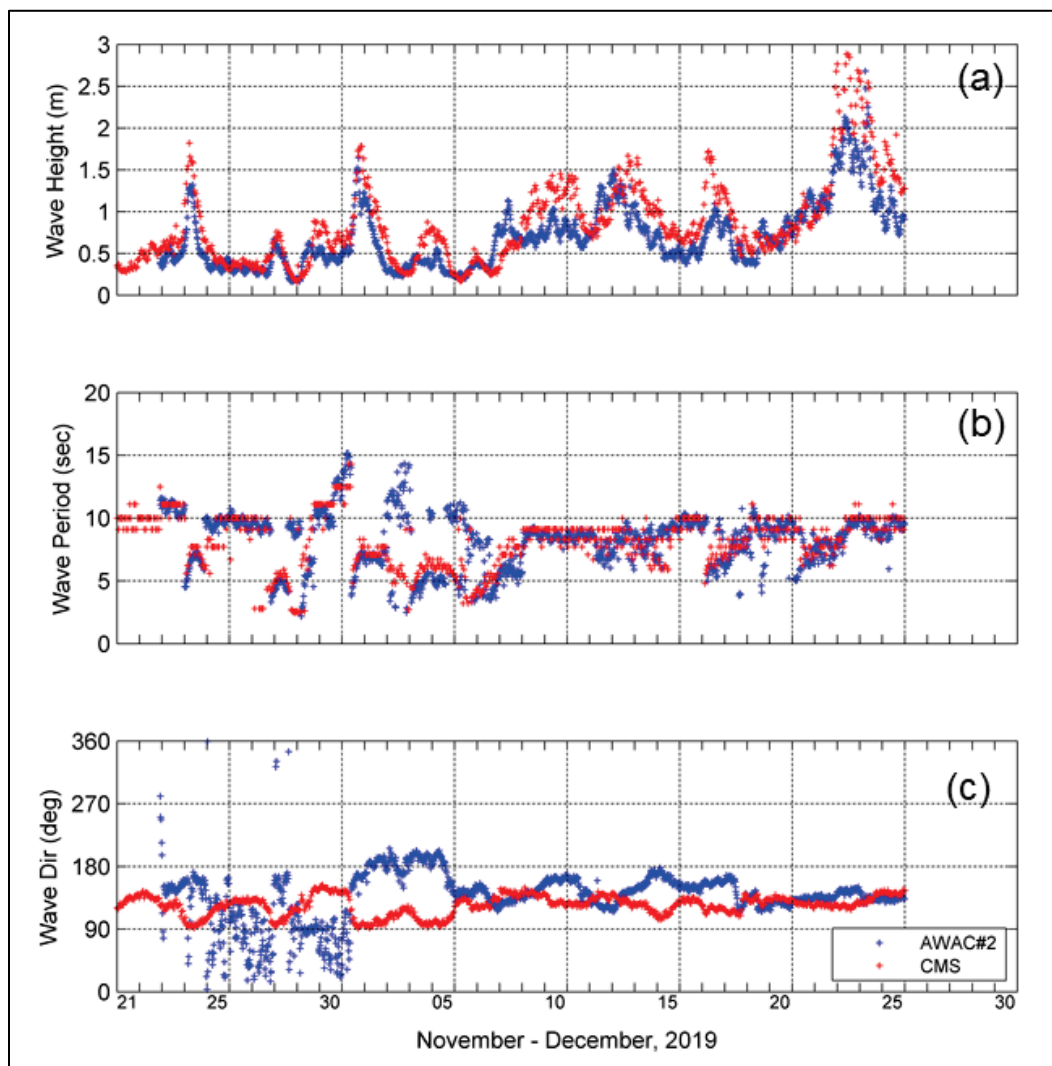 3
2.5
2
1.5
1
0.5
0
Wave Height (m)
(a)
20
15
10
5
0
Wave Period (sec)
(b)
360
270
180
90
0
Wave Dir (deg)
(c)
AWAC#2
CMS
21 25 30 05 10 15 20 25 30
November - December, 2019